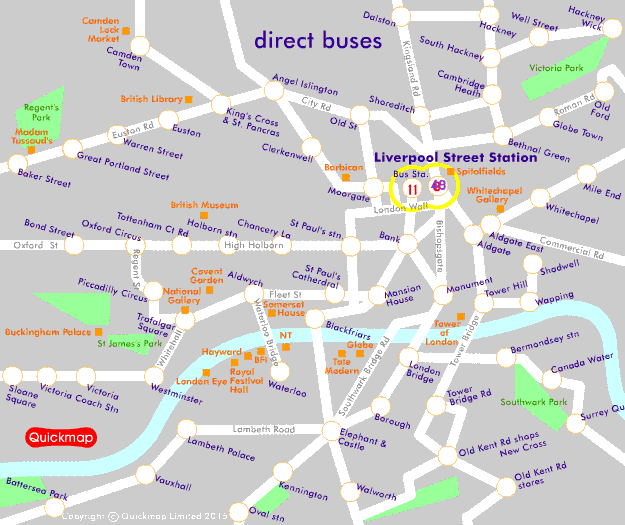 Dalston
Hackney
Wick
Camden
Lock
Market
Well Street
Hackney
direct buses
South Hackney
Camden
Town
Kingsland Rd
Victoria Park
Cambridge
Heath
Angel Islington
British Library
City Rd
Shoreditch
Roman Rd
Old
Ford
Regent's
Park
King's Cross
& St. Pancras
Old St
Globe Town
Euston Rd
Euston
Madam
Tussaud's
Warren Street
Clerkenwell
Bethnal Green
Great Portland Street
Liverpool Street Station
Barbican
Bus Sta.
Spitalfields
Baker Street
Moorgate
11
Mile End
Whitechapel
Gallery
British Museum
London Wall
Whitechapel
Bond Street
Oxford Circus
Tottenham Ct Rd
Holborn stn
Chancery La
St Paul's stn.
Bank
Bishopsgate
Aldgate East
Aldgate
Commercial Rd
Oxford St
High Holborn
Regent St
Covent
Garden
Shadwell
Piccadilly Circus
National
Gallery
Aldwych
St Paul's
Cathedral
Fleet St
Mansion
House
Monument
Tower Hill
Wapping
Somerset
House
Trafalgar
Square
Waterloo Bridge
Blackfriars
Tower
of
London
Tower Bridge
Buckingham Palace
St James's Park
Whitehall
NT
Hayward
BFI
Globe
Tate
Modern
Bermondsey stn
Southwark Bridge Rd
London
Bridge
Canada Water
London Eye
Royal
Festival
Hall
Waterloo
Sloane
Square
Victoria Coach Stn
Victoria
Westminster
Tower
Bridge Rd
Southwark Park
Borough
Surrey Qu
Quickmap
Lambeth Road
Lambeth Palace
Elephant &
Castle
Old Kent Rd shops
New Cross
Vauxhall
Kennington
Walworth
Old Kent Rd
stores
Battersea Park
Oval stn
Copyright (C) Quickmap Limited 201